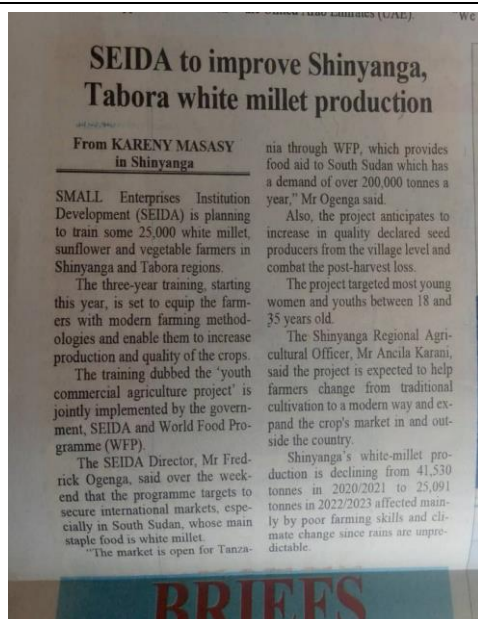 United Arab Emirates (UAE).
"We
SEIDA to improve Shinyanga,
Tabora white millet production
From KARENY MASASY
in Shinyanga
SMALL Enterprises Institution
Development (SEIDA) is planning
to train some 25,000 white millet,
sunflower and vegetable farmers in
Shinyanga and Tabora regions.
The three-year training, starting
this year, is set to equip the farm-
ers with modern farming method-
ologies and enable them to increase
production and quality of the crops.
The training dubbed the 'youth
commercial agriculture project' is
jointly implemented by the govern-
ment, SEIDA and World Food Pro-
gramme (WFP).
The SEIDA Director, Mr Fred-
rick Ogenga, said over the week-
end that the programme targets to
secure international markets, espe-
cially in South Sudan, whose main
staple food is white millet.
"The market is open for Tanza-
nia through WFP, which provides
food aid to South Sudan which has
a demand of over 200,000 tonnes a
year," Mr Ogenga said.
Also, the project anticipates to
increase in quality declared seed
producers from the village level and
combat the post-harvest loss.
The project targeted most young
women and youths between 18 and
35 years old.
The Shinyanga Regional Agri-
cultural Officer, Mr Ancila Karani,
said the project is expected to help
farmers change from traditional
cultivation to a modern way and ex-
pand the crop's market in and out-
side the country.
Shinyanga's white-millet pro-
duction is declining from 41,530
tonnes in 2020/2021 to 25,091
tonnes in 2022/2023 affected main-
ly by poor farming skills and cli-
mate change since rains are unpre-
dictable.
BRIEFS